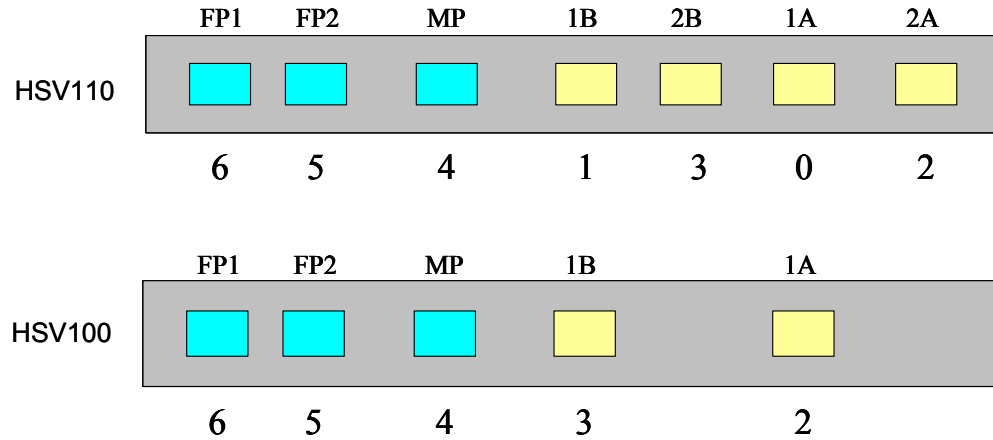 FP1 FP2 MP 1B 2B 1A 2A
HSV110
6 5 4 1 3 0 2
FP1 FP2 MP 1B 1A
HSV100
6 5 4 3 2